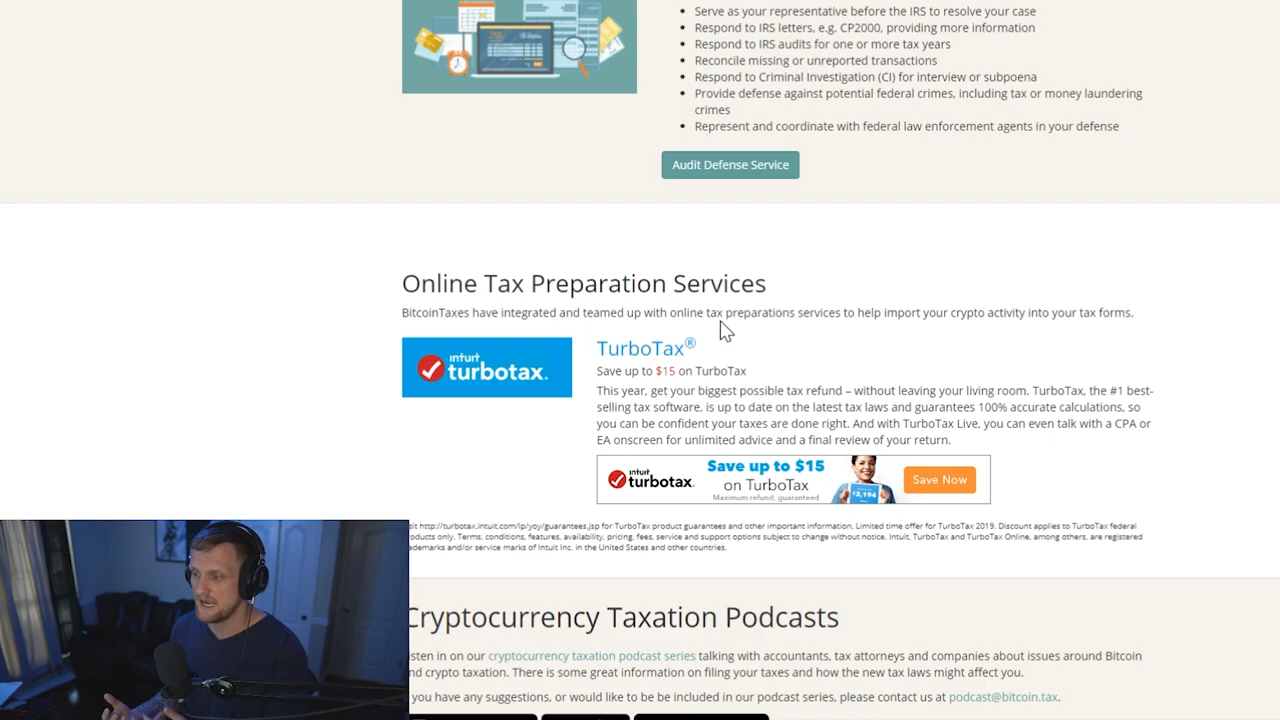 Serve as your representative before the IRS to resolve your case
Respond to IRS letters, e.g. CP2000, providing more information
Respond to IRS audits for one or more tax years
Reconcile missing or unreported transactions
Respond to Criminal Investigation (CI) for interview or subpoena
Provide defense against potential federal crimes, including tax or money laundering
crimes
Represent and coordinate with federal law enforcement agents in your defense
Audit Defense Service
Online Tax Preparation Services
BitcoinTaxes have integrated and teamed up with online tax preparations services to help import your crypto activity into your tax forms.
intuit
turbotax.
TurboTax®
Save up to $15 on TurboTax
This year, get your biggest possible tax refund – without leaving your living room. TurboTax, the #1 best-
selling tax software, is up to date on the latest tax laws and guarantees 100% accurate calculations, so
you can be confident your taxes are done right. And with TurboTax Live, you can even talk with a CPA or
EA onscreen for unlimited advice and a final review of your return.
intuit
turbotax.
Save up to $15
on TurboTax
Maximum refund, guaranteed
$3,194
Save Now
http://turbotax.intuit.com/lp/yoy/guarantees.jsp for TurboTax product guarantees and other important information. Limited time offer for TurboTax 2019. Discount applies to TurboTax federal
only. Terms, conditions, features, availability, pricing, fees, service and support options subject to change without notice. Intuit, TurboTax and TurboTax Online, among others, are registered
and/or service marks of Intuit Inc. in the United States and other countries.
Cryptocurrency Taxation Podcasts
in on our cryptocurrency taxation podcast series talking with accountants, tax attorneys and companies about issues around Bitcoin
crypto taxation. There is some great information on filing your taxes and how the new tax laws might affect you.
you have any suggestions, or would like to be be included in our podcast series, please contact us at podcast@bitcoin.tax.